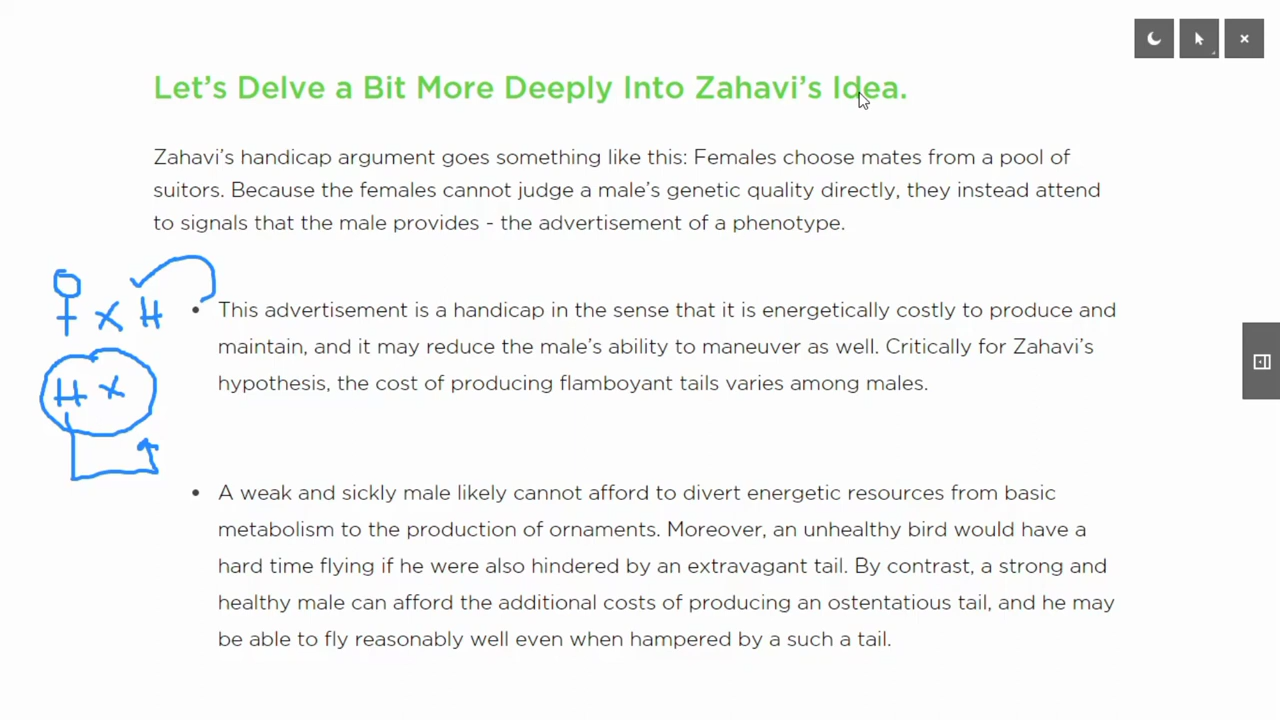 Let's Delve a Bit More Deeply Into Zahavi's Idea.
Zahavi's handicap argument goes something like this: Females choose mates from a pool of
suitors. Because the females cannot judge a male's genetic quality directly, they instead attend
to signals that the male provides - the advertisement of a phenotype.
X H
• This advertisement is a handicap in the sense that it is energetically costly to produce and
maintain, and it may reduce the male's ability to maneuver as well. Critically for Zahavi's
hypothesis, the cost of producing flamboyant tails varies among males.
H X
• A weak and sickly male likely cannot afford to divert energetic resources from basic
metabolism to the production of ornaments. Moreover, an unhealthy bird would have a
hard time flying if he were also hindered by an extravagant tail. By contrast, a strong and
healthy male can afford the additional costs of producing an ostentatious tail, and he may
be able to fly reasonably well even when hampered by a such a tail.